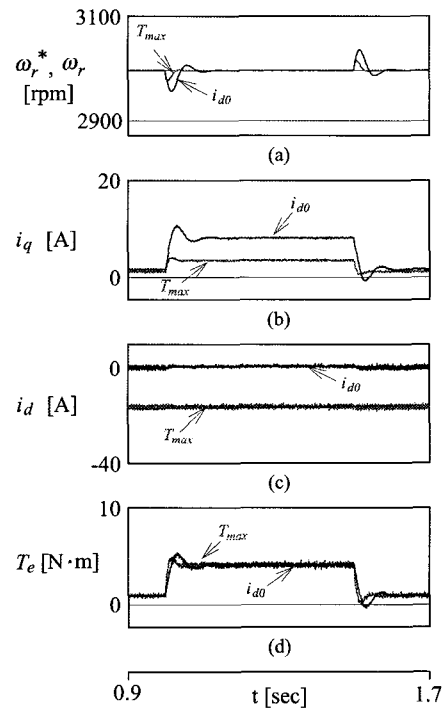 3100
T_max
ω_r*, ω_r
[rpm]
i_d0
2900
(a)
20
i_d0
i_q [A]
T_max
0
(b)
0
i_d0
i_d [A]
T_max
-40
(c)
10
T_max
T_e [N·m]
i_d0
0
(d)
0.9 t [sec] 1.7